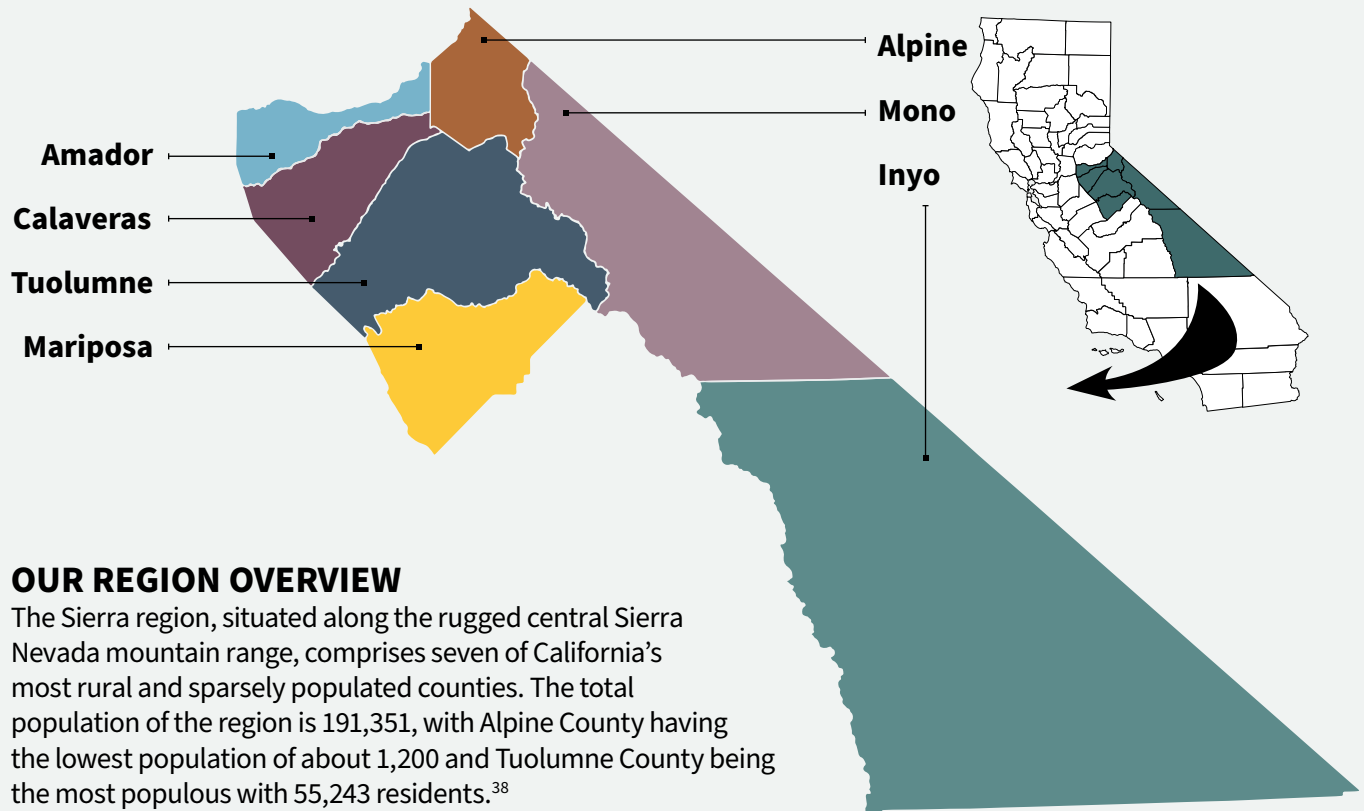 Alpine
Mono
Inyo
Amador
Calaveras
Tuolumne
Mariposa
OUR REGION OVERVIEW
The Sierra region, situated along the rugged central Sierra
Nevada mountain range, comprises seven of California’s
most rural and sparsely populated counties. The total
population of the region is 191,351, with Alpine County having
the lowest population of about 1,200 and Tuolumne County being
the most populous with 55,243 residents.³⁸